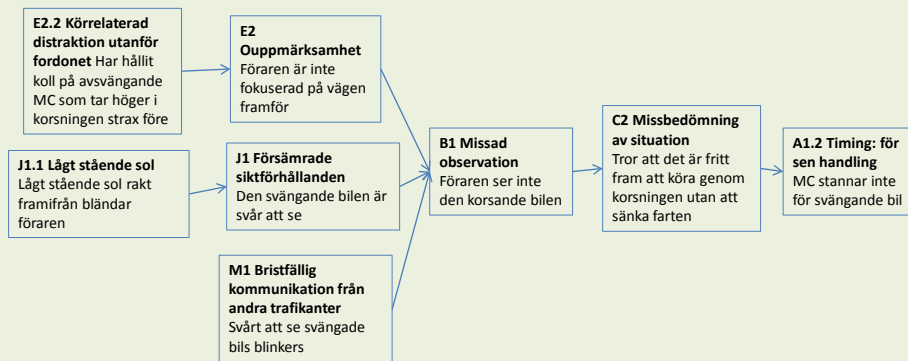 E2.2 Körrelaterad
distraktion utanför
fordonet Har hållit
koll på avsvängande
MC som tar höger i
korsningen strax före
E2
Ouppmärksamhet
Föraren är inte
fokuserad på vägen
framför
J1.1 Lågt stående sol
Lågt stående sol rakt
framifrån bländar
föraren
J1 Försämrade
siktförhållanden
Den svängande bilen är
svår att se
M1 Bristfällig
kommunikation från
andra trafikanter
Svårt att se svängade
bils blinkers
B1 Missad
observation
Föraren ser inte
den korsande bilen
C2 Missbedömning
av situation
Tror att det är fritt
fram att köra genom
korsningen utan att
sänka farten
A1.2 Timing: för
sen handling
MC stannar inte
för svängande bil